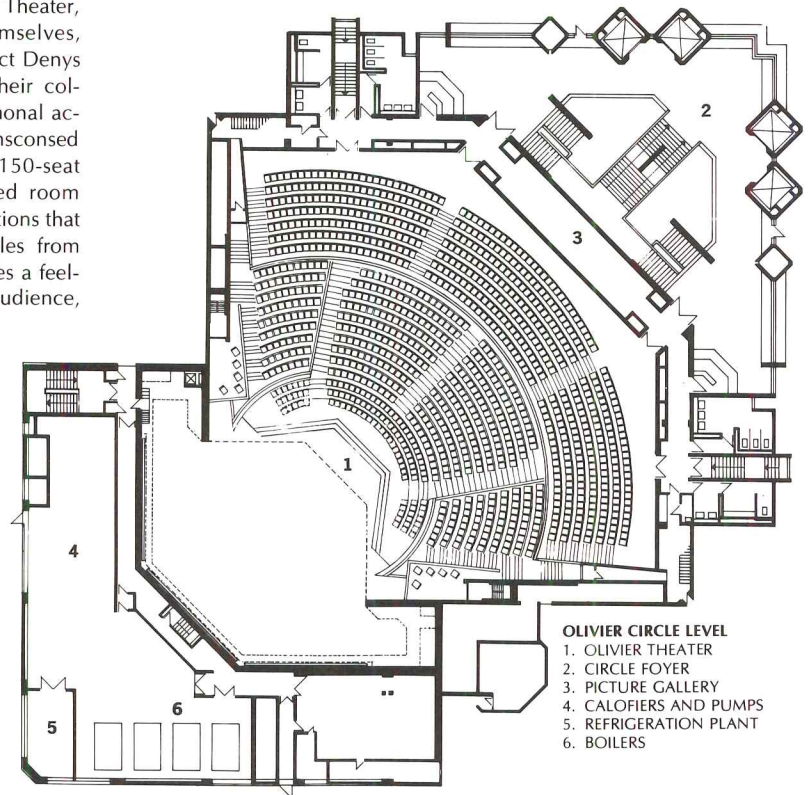 Theater,
mselves,
ct Denys
heir col-
onal ac-
nsconsed
150-seat
ed room
tions that
les from
es a feel-
udience,
2
3
1
4
5
6
OLIVIER CIRCLE LEVEL
1. OLIVIER THEATER
2. CIRCLE FOYER
3. PICTURE GALLERY
4. CALOFIERS AND PUMPS
5. REFRIGERATION PLANT
6. BOILERS